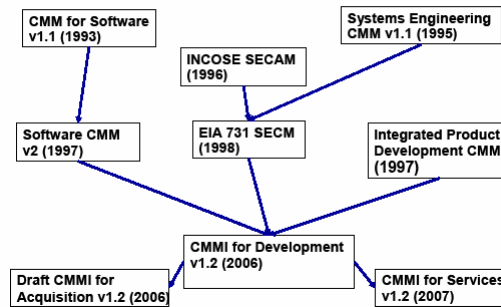 CMM for Software
v1.1 (1993)
Systems Engineering
CMM v1.1 (1995)
INCOSE SECAM
(1996)
Software CMM
v2 (1997)
EIA 731 SECM
(1998)
Integrated Product
Development CMM
(1997)
CMMI for Development
v1.2 (2006)
Draft CMMI for
Acquisition v1.2 (2006)
CMMI for Services
v1.2 (2007)